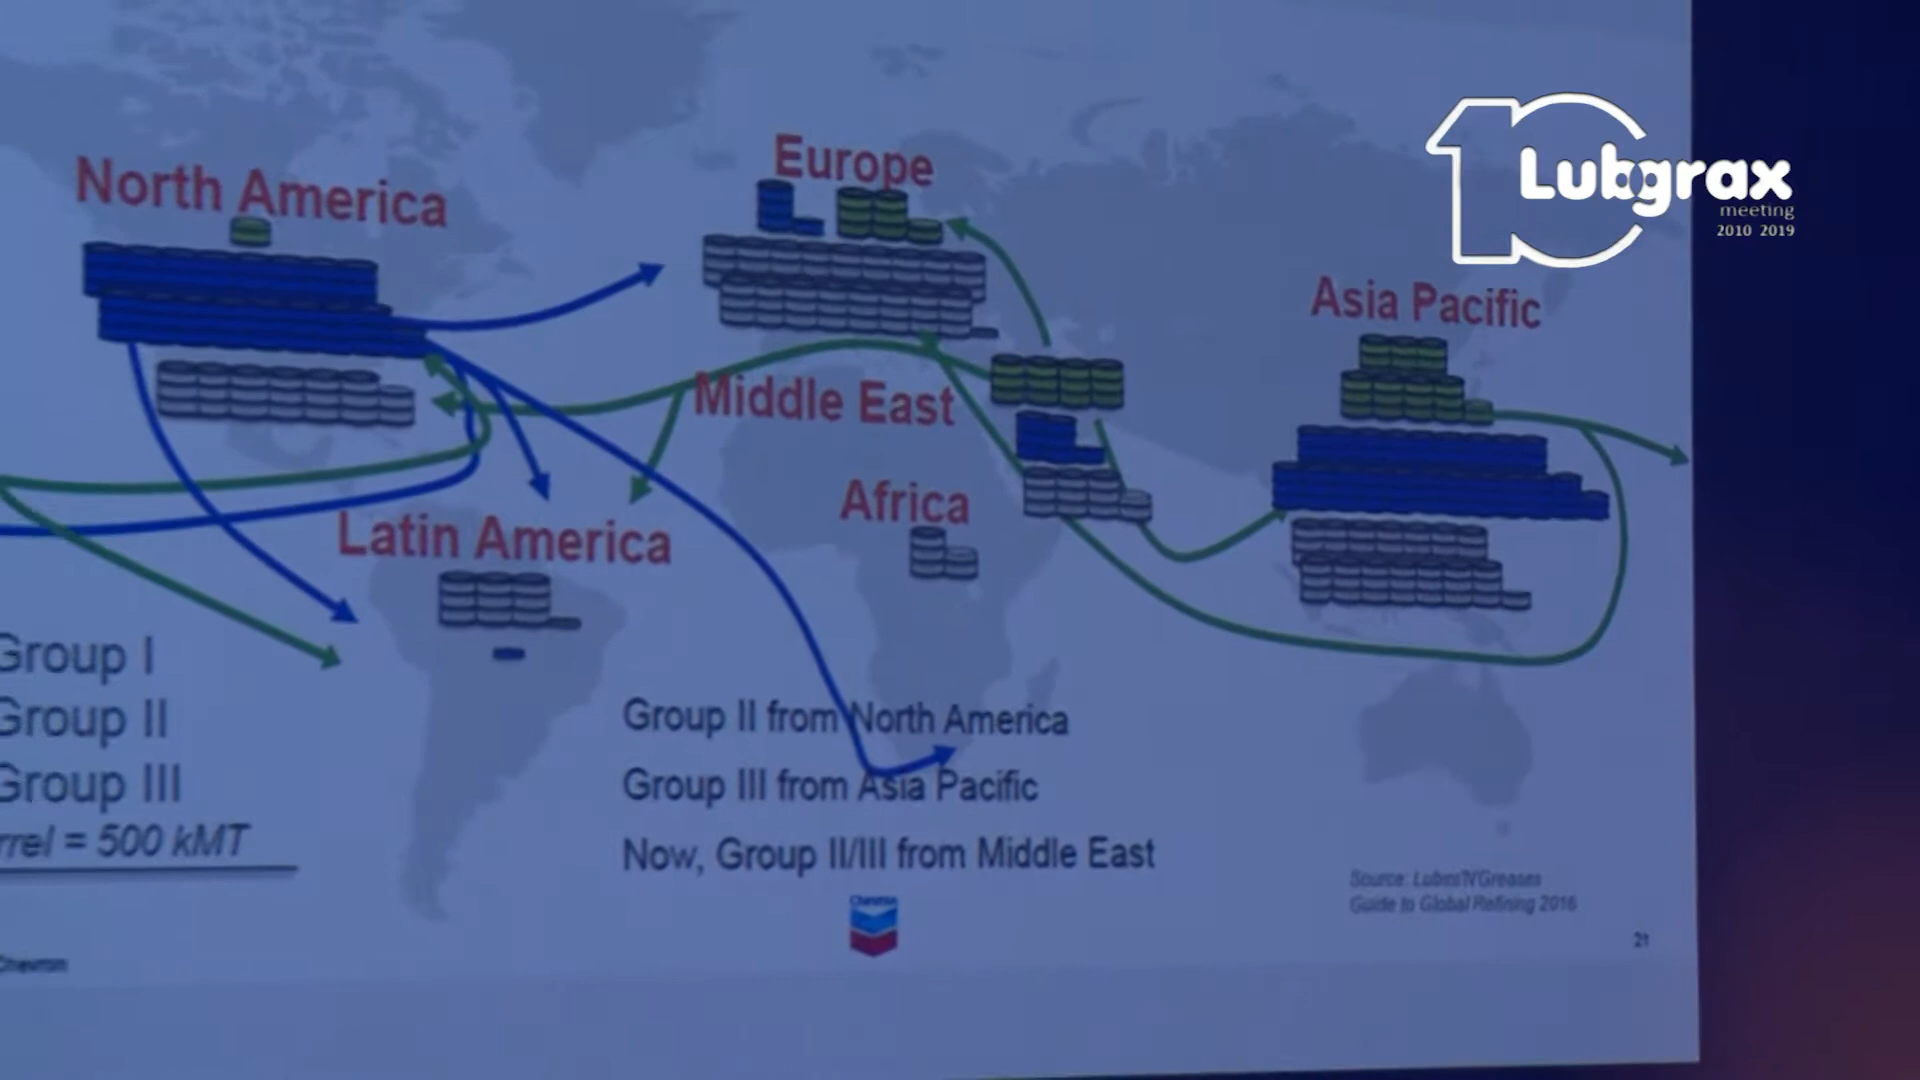 Lubgrax
meeting
2010 2019
North America
Europe
Asia Pacific
Middle East
Africa
Latin America
Group I
Group II
Group III
rrel = 500 kMT
Group II from North America
Group III from Asia Pacific
Now, Group II/III from Middle East
Chevron
Source: Lubes'N'Greases
Guide to Global Refining 2016
21
Chevron